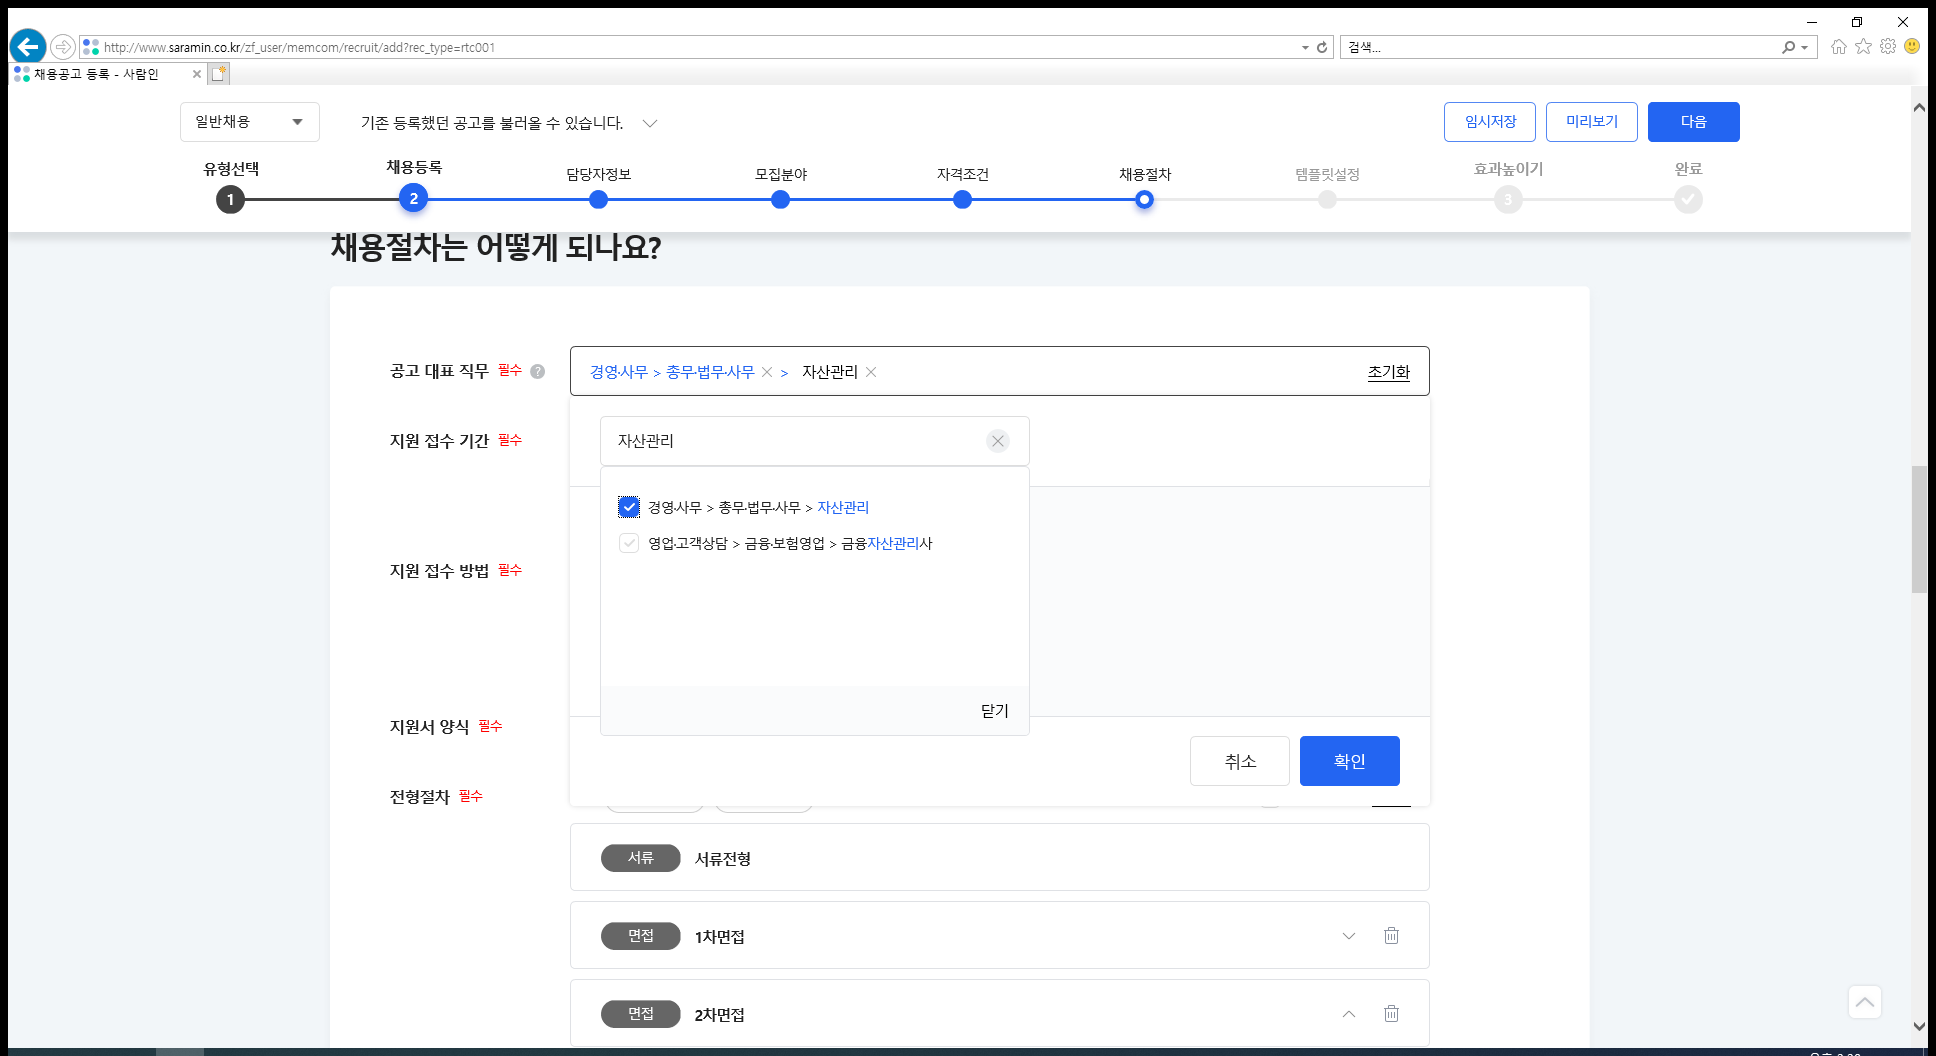 http://www.saramin.co.kr/zf_user/memcom/recruit/add?rec_type=rtc001
검색...
채용공고 등록 - 사람인
일반채용
기존 등록했던 공고를 불러올 수 있습니다.
임시저장
미리보기
다음
유형선택
채용등록
담당자정보
모집분야
자격조건
채용절차
템플릿설정
효과높이기
완료
1
2
3
채용절차는 어떻게 되나요?
공고 대표 직무 필수 ?
경영·사무 > 총무·법무·사무 × > 자산관리 ×
초기화
지원 접수 기간 필수
자산관리
경영·사무 > 총무·법무·사무 > 자산관리
영업·고객상담 > 금융·보험영업 > 금융자산관리사
지원 접수 방법 필수
닫기
지원서 양식 필수
취소
확인
전형절차 필수
서류 서류전형
면접 1차면접
면접 2차면접